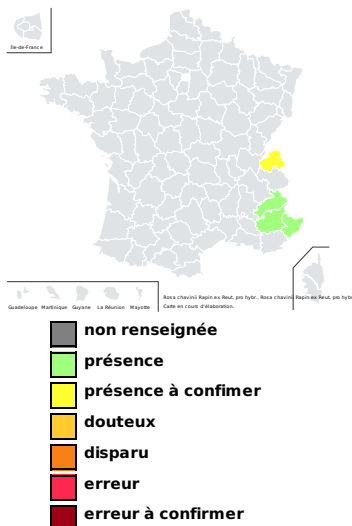 Île-de-France
Guadeloupe Martinique Guyane La Réunion Mayotte
Rosa chavinii Rapin ex Reut. pro hybr., Rosa chavinii Rapin ex Reut. pro hybr
Carte en cours d'élaboration.
non renseignée
présence
présence à confimer
douteux
disparu
erreur
erreur à confirmer